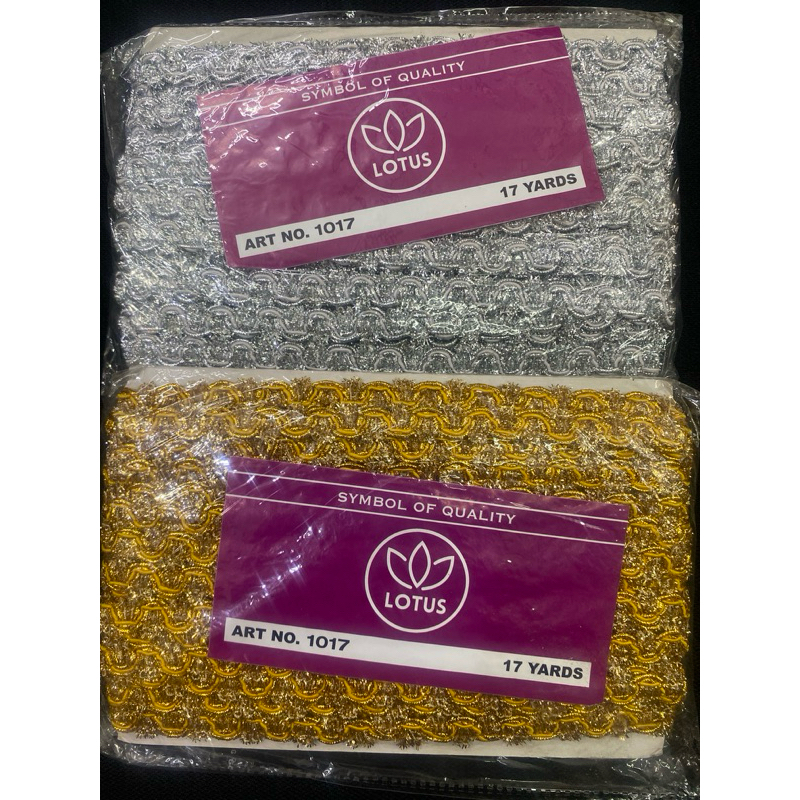 SYMBOL OF QUALITY
LOTUS
17 YARDS
ART NO. 1017
SYMBOL OF QUALITY
LOTUS
ART NO. 1017
17 YARDS